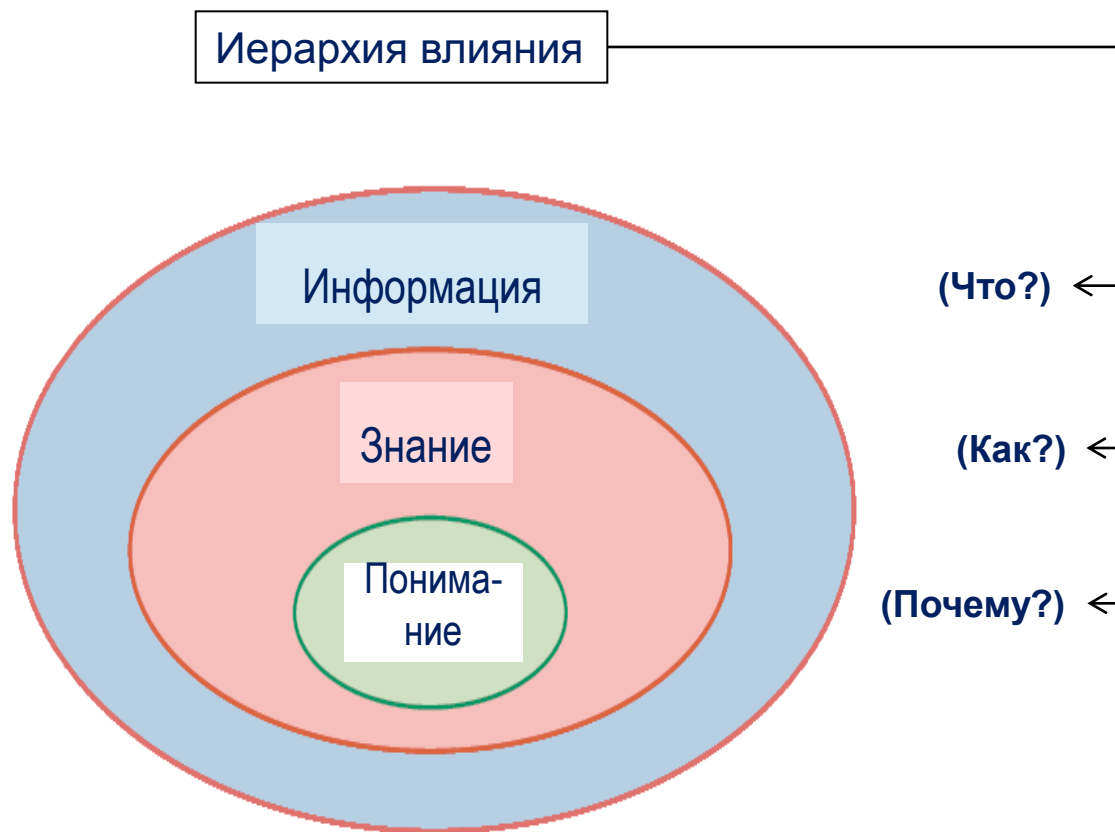 Иерархия влияния
Информация
(Что?)
Знание
(Как?)
Понима-
ние
(Почему?)